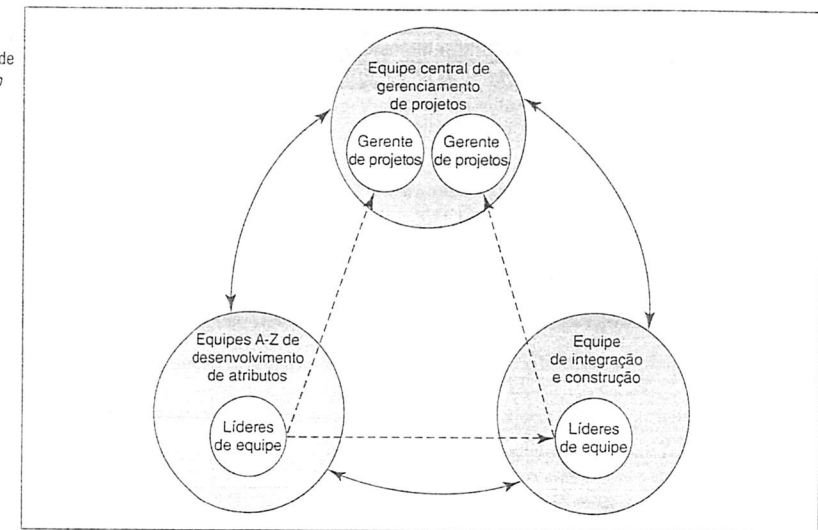 de
Equipe central de
gerenciamento
de projetos
Gerente
de projetos
Gerente
de projetos
Equipes A-Z de
desenvolvimento
de atributos
Líderes
de equipe
Equipe
de integração
e construção
Líderes
de equipe